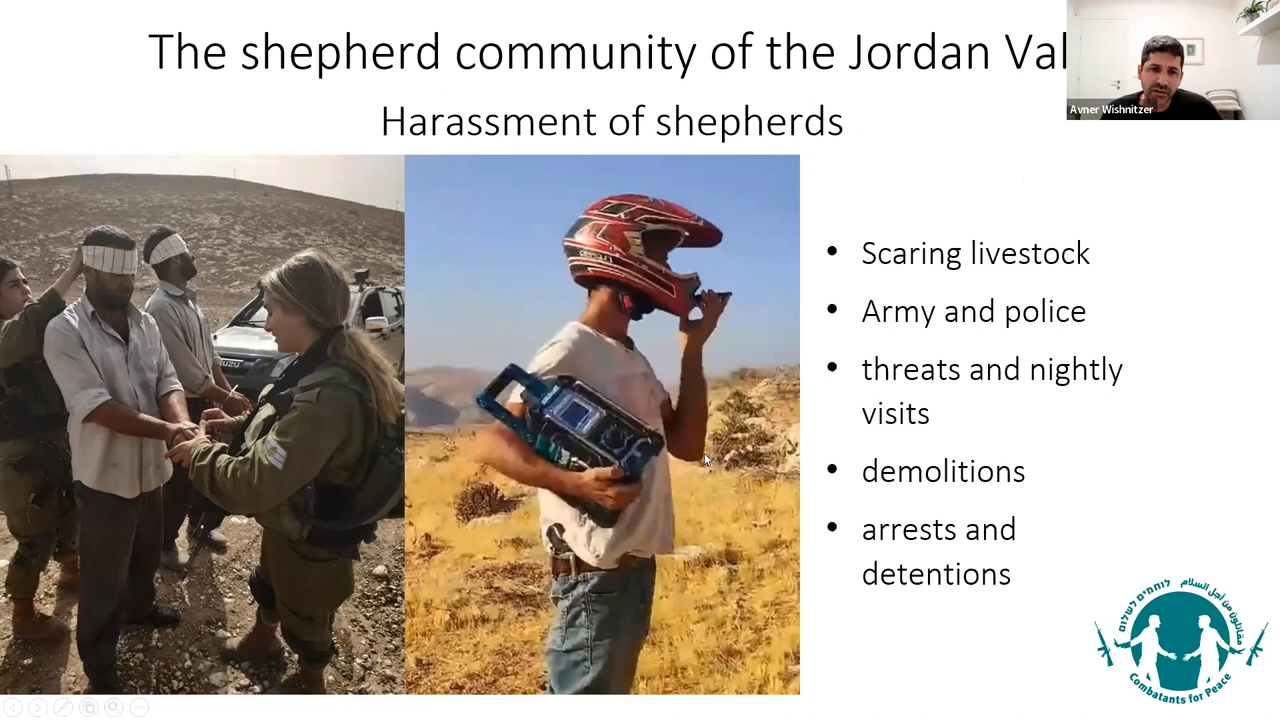 The shepherd community of the Jordan Val
Avner Wishnitzer
Harassment of shepherds
• Scaring livestock
• Army and police
• threats and nightly
visits
• demolitions
• arrests and
detentions
לוחמים לשלום
مقاتلون من أجل السلام
Combatants for Peace